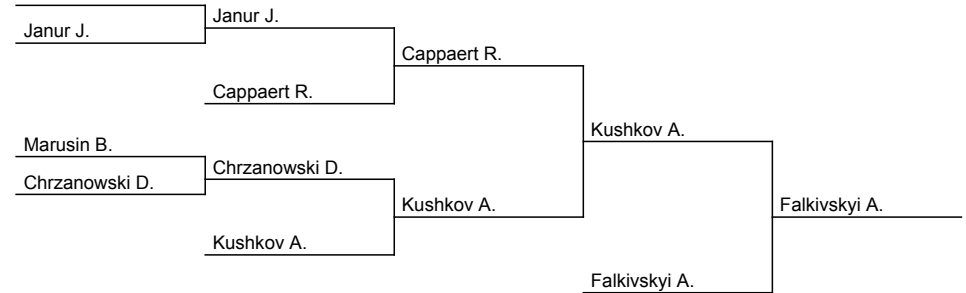 Janur J.
Janur J.
Cappaert R.
Cappaert R.
Marusin B.
Chrzanowski D.
Chrzanowski D.
Kushkov A.
Kushkov A.
Kushkov A.
Falkivskyi A.
Falkivskyi A.